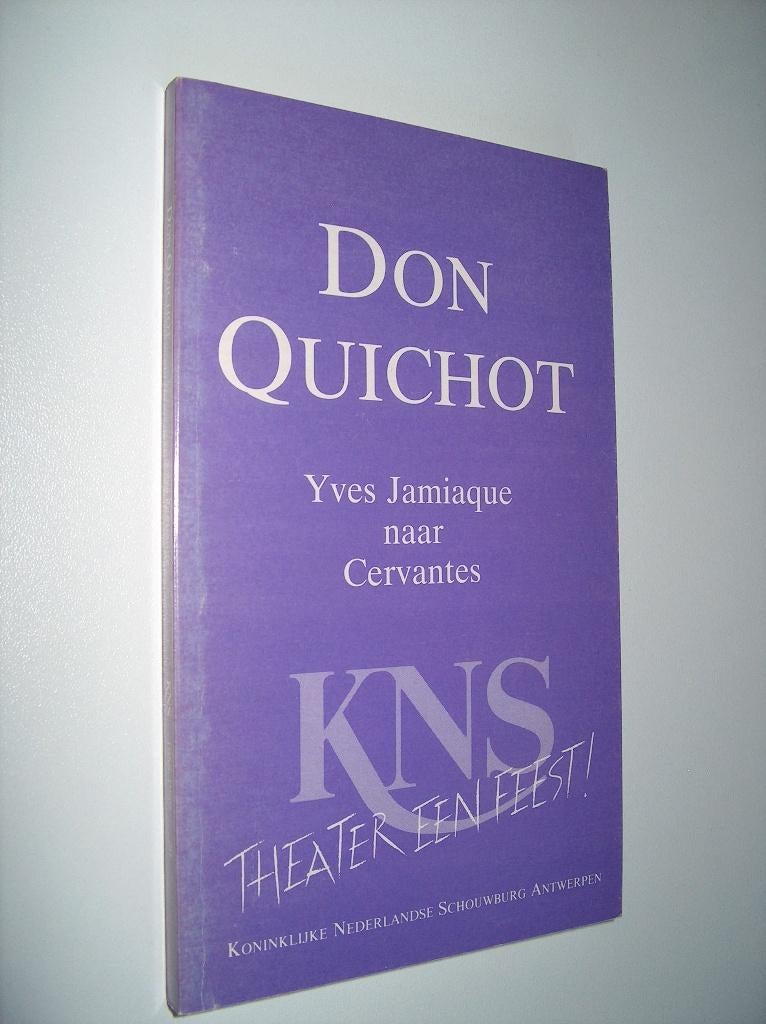 DON
QUICHOT
Yves Jamiaque
naar
Cervantes
KNS
THEATER EEN FEEST!
KONINKLIJKE NEDERLANDSE SCHOUWBURG ANTWERPEN